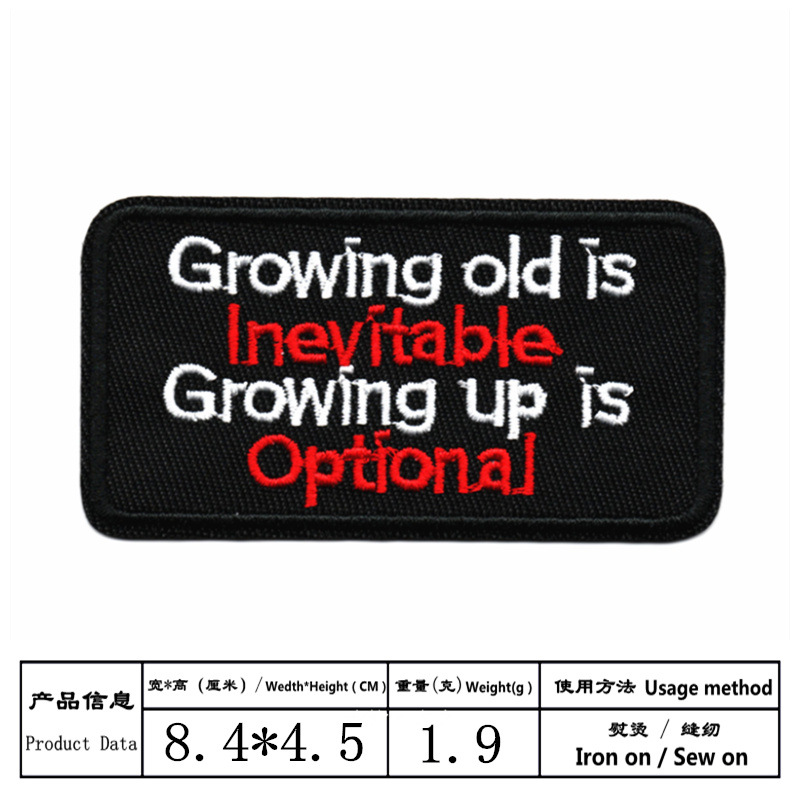 Growing old is
Inevitable
Growing up is
Optional
产品信息
Product Data
宽*高（厘米）/ Wedth*Height ( CM )
重量(克) Weight(g)
使用方法 Usage method
8.4*4.5
1.9
熨烫 / 缝纫
Iron on / Sew on